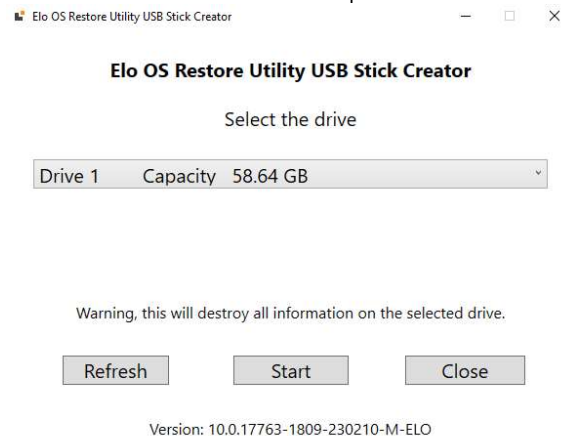 Elo OS Restore Utility USB Stick Creator
Elo OS Restore Utility USB Stick Creator
Select the drive
Drive 1 Capacity 58.64 GB
Warning, this will destroy all information on the selected drive.
Refresh Start Close
Version: 10.0.17763-1809-230210-M-ELO